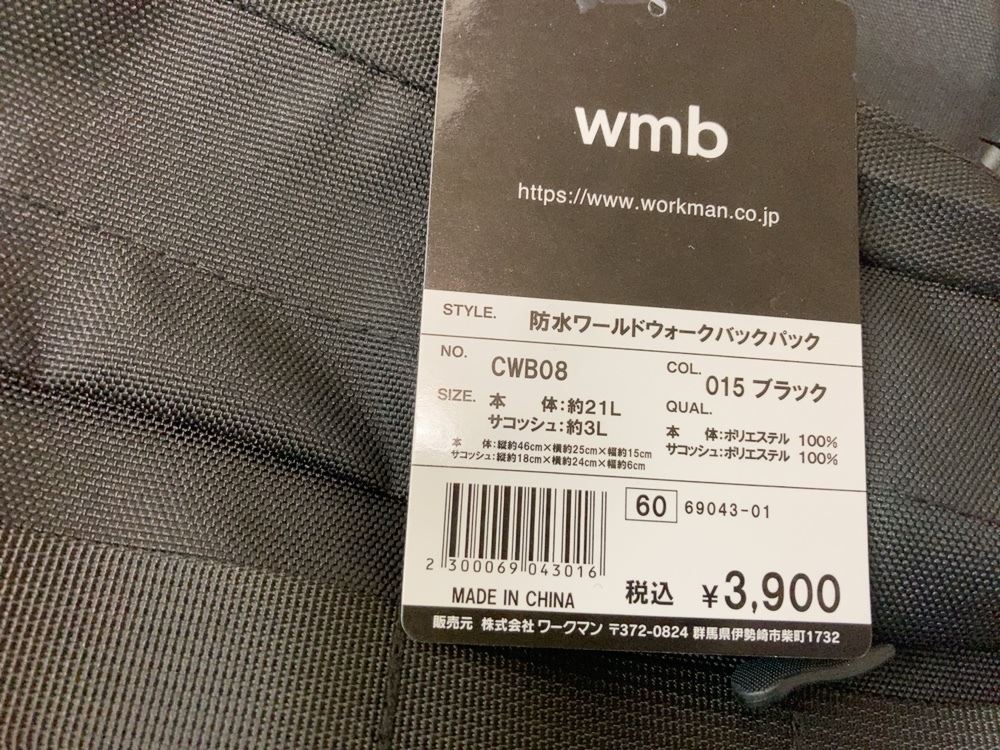 wmb
https://www.workman.co.jp
STYLE. 防水ワールドウォークバックパック
NO. CWB08
COL. 015 ブラック
SIZE. 本 体:約21L
サコッシュ:約3L
本 体:縦約46cm×横約25cm×幅約15cm
サコッシュ:縦約18cm×横約24cm×幅約6cm
QUAL.
本 体:ポリエステル 100%
サコッシュ:ポリエステル 100%
60 69043-01
2 300069 043016
MADE IN CHINA
税込 ¥3,900
販売元 株式会社 ワークマン 〒372-0824 群馬県伊勢崎市柴町1732